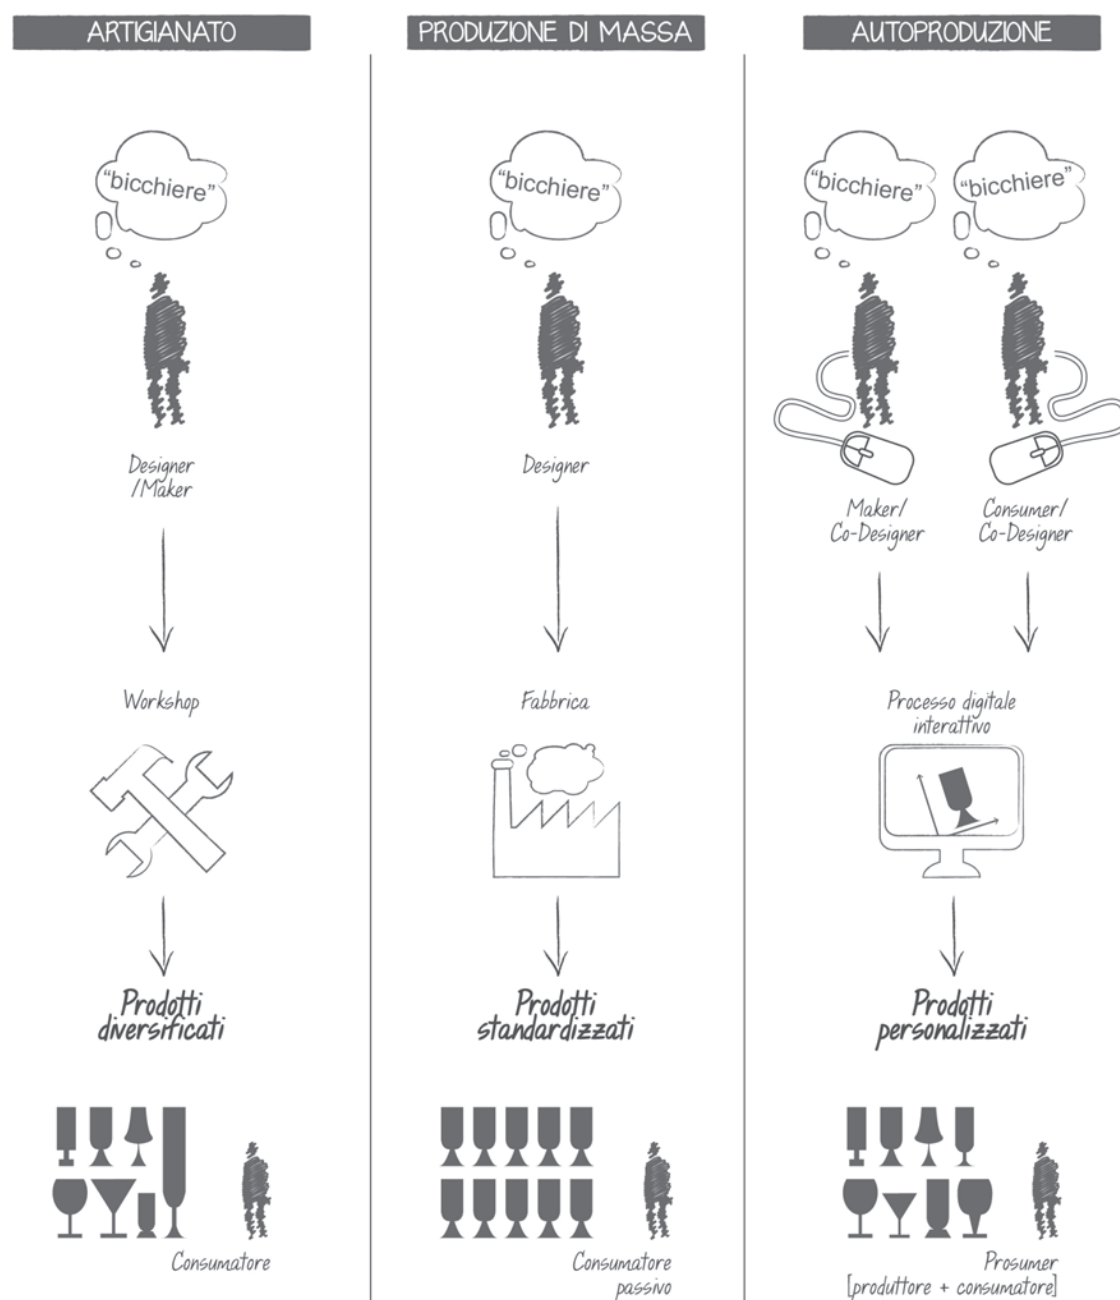 ARTIGIANATO
"bicchiere"
Designer
/Maker
Workshop
Prodotti
diversificati
Consumatore
PRODUZIONE DI MASSA
"bicchiere"
Designer
Fabbrica
Prodotti
standardizzati
Consumatore
passivo
AUTOPRODUZIONE
"bicchiere"
"bicchiere"
Maker/
Co-Designer
Consumer/
Co-Designer
Processo digitale
interattivo
Prodotti
personalizzati
Prosumer
[produttore + consumatore]